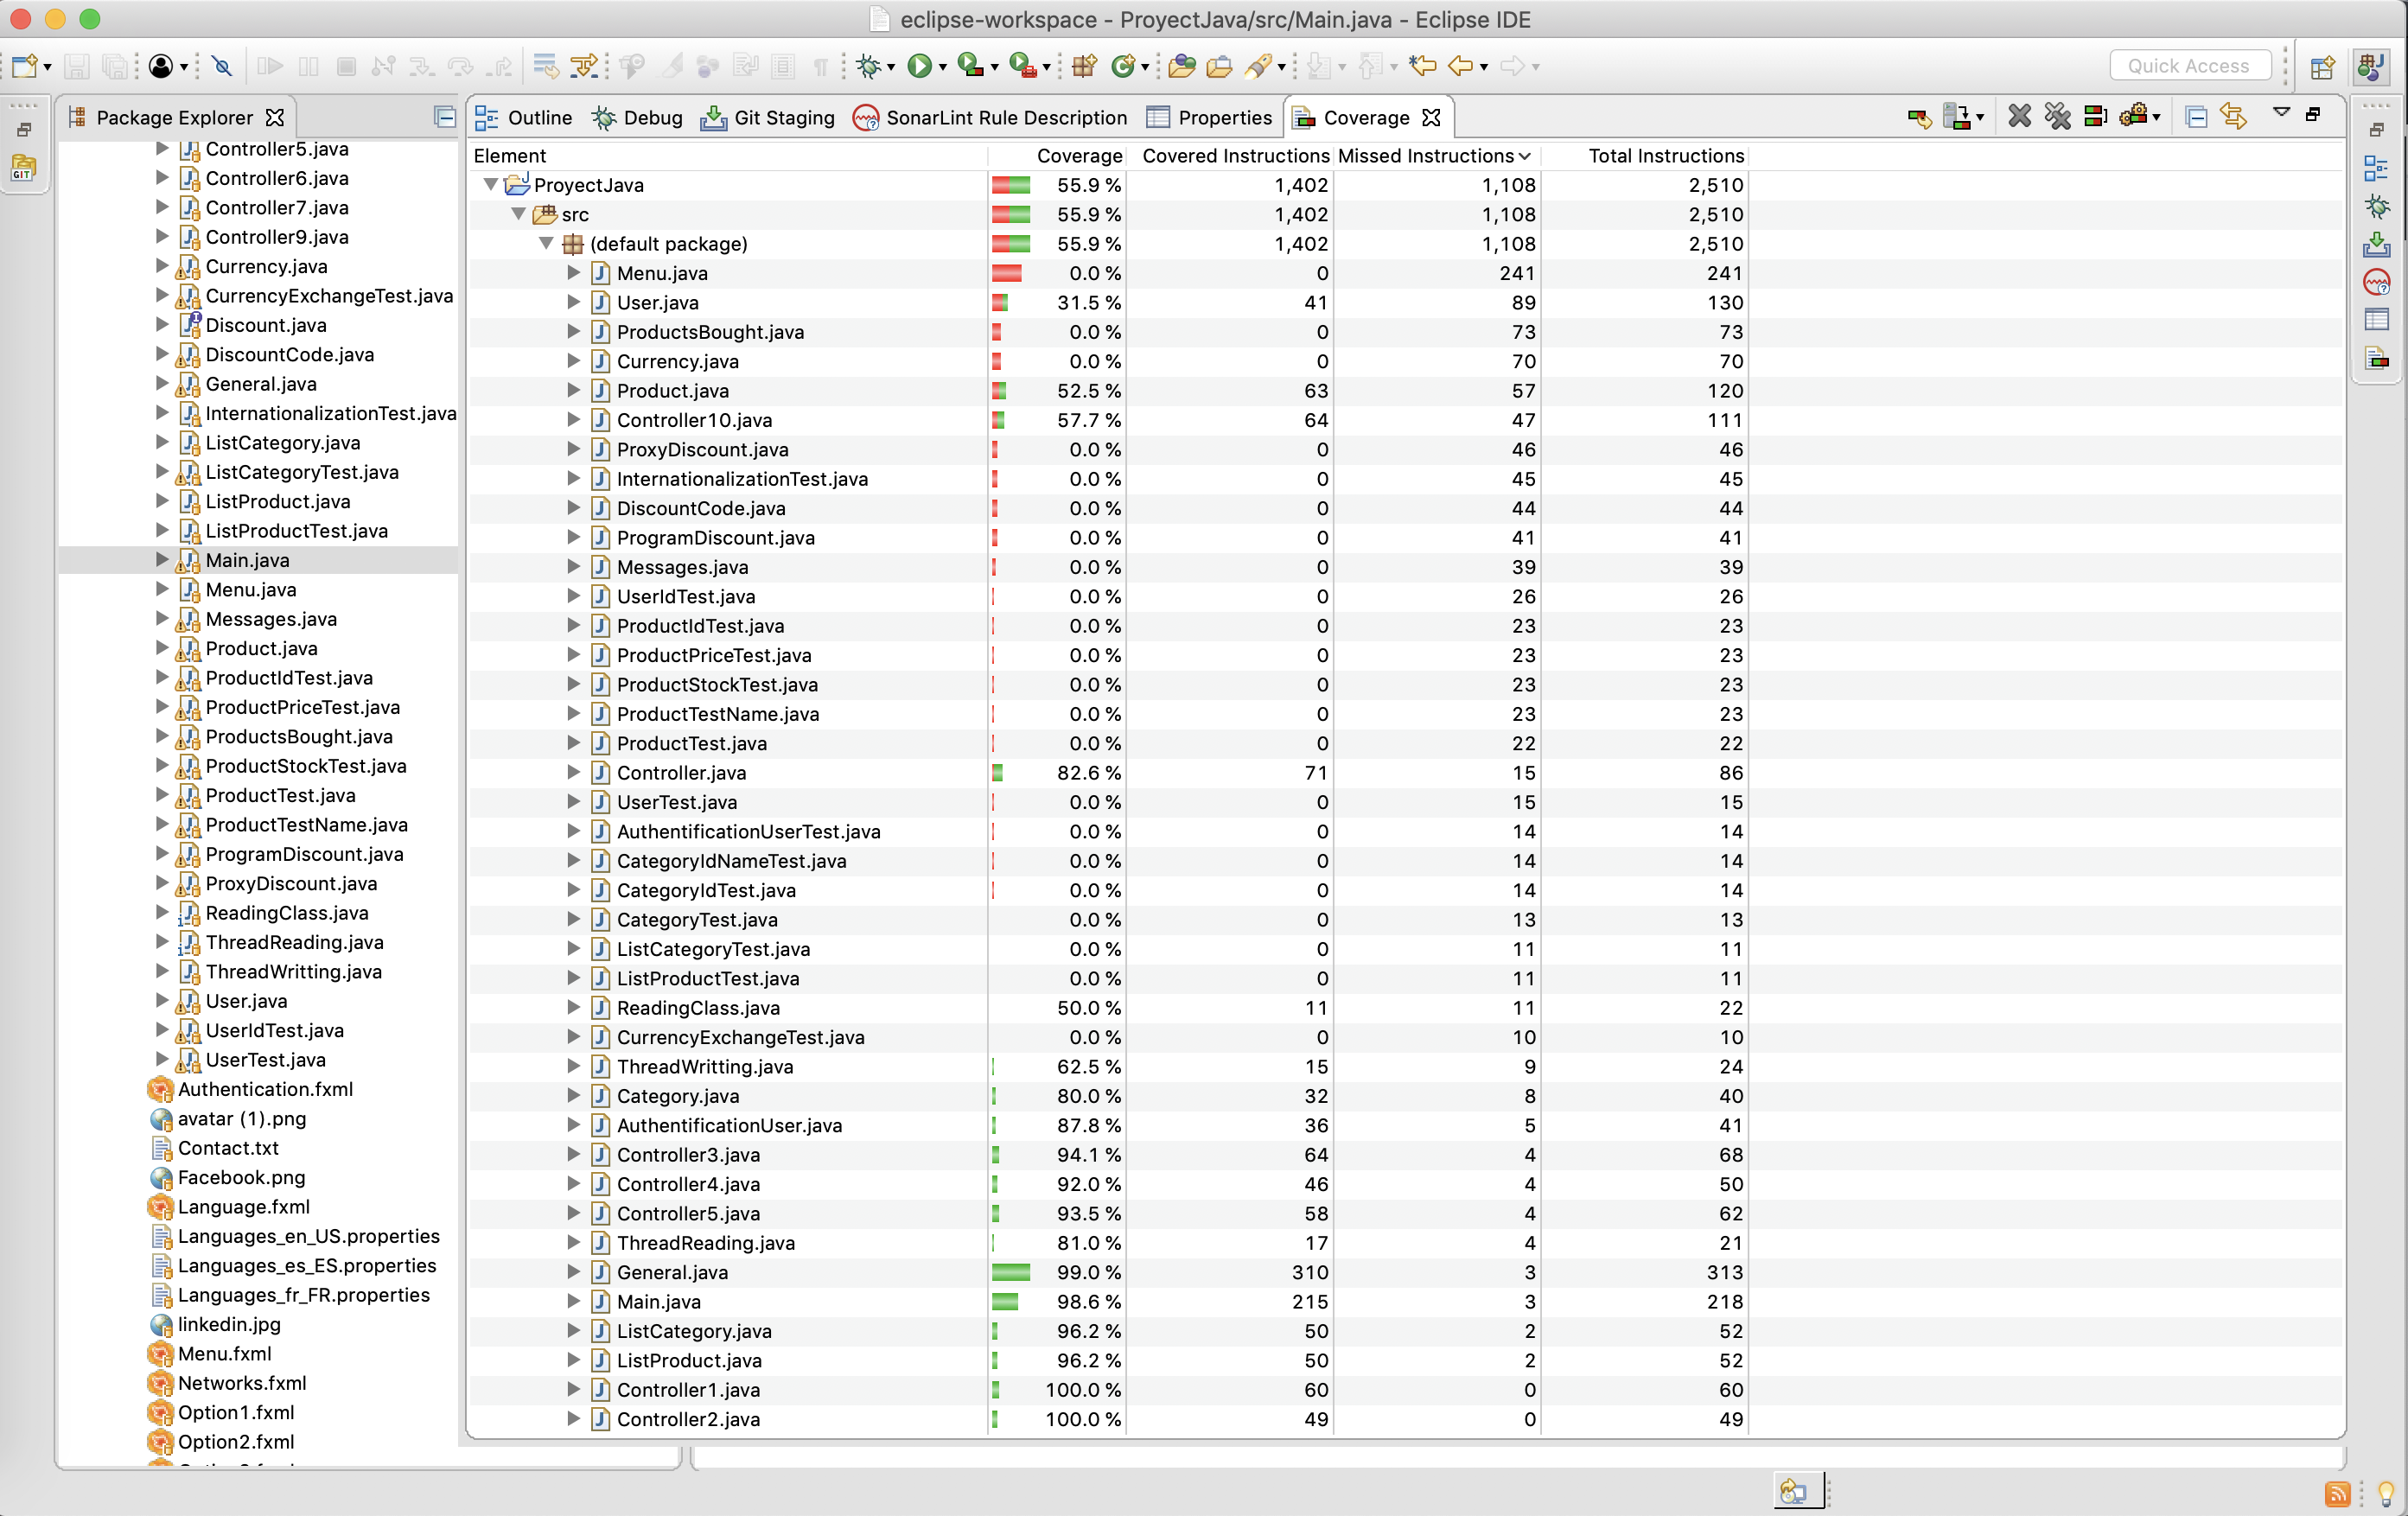 eclipse-workspace - ProyectJava/src/Main.java - Eclipse IDE
Quick Access
Package Explorer
Controller5.java
Controller6.java
Controller7.java
Controller9.java
Currency.java
CurrencyExchangeTest.java
Discount.java
DiscountCode.java
General.java
InternationalizationTest.java
ListCategory.java
ListCategoryTest.java
ListProduct.java
ListProductTest.java
Main.java
Menu.java
Messages.java
Product.java
ProductIdTest.java
ProductPriceTest.java
ProductsBought.java
ProductStockTest.java
ProductTest.java
ProductTestName.java
ProgramDiscount.java
ProxyDiscount.java
ReadingClass.java
ThreadReading.java
ThreadWritting.java
User.java
UserIdTest.java
UserTest.java
Authentication.fxml
avatar (1).png
Contact.txt
Facebook.png
Language.fxml
Languages_en_US.properties
Languages_es_ES.properties
Languages_fr_FR.properties
linkedin.jpg
Menu.fxml
Networks.fxml
Option1.fxml
Option2.fxml
Outline Debug Git Staging SonarLint Rule Description Properties Coverage
Element Coverage Covered Instructions Missed Instructions Total Instructions
ProyectJava 55.9 % 1,402 1,108 2,510
src 55.9 % 1,402 1,108 2,510
(default package) 55.9 % 1,402 1,108 2,510
Menu.java 0.0 % 0 241 241
User.java 31.5 % 41 89 130
ProductsBought.java 0.0 % 0 73 73
Currency.java 0.0 % 0 70 70
Product.java 52.5 % 63 57 120
Controller10.java 57.7 % 64 47 111
ProxyDiscount.java 0.0 % 0 46 46
InternationalizationTest.java 0.0 % 0 45 45
DiscountCode.java 0.0 % 0 44 44
ProgramDiscount.java 0.0 % 0 41 41
Messages.java 0.0 % 0 39 39
UserIdTest.java 0.0 % 0 26 26
ProductIdTest.java 0.0 % 0 23 23
ProductPriceTest.java 0.0 % 0 23 23
ProductStockTest.java 0.0 % 0 23 23
ProductTestName.java 0.0 % 0 23 23
ProductTest.java 0.0 % 0 22 22
Controller.java 82.6 % 71 15 86
UserTest.java 0.0 % 0 15 15
AuthentificationUserTest.java 0.0 % 0 14 14
CategoryIdNameTest.java 0.0 % 0 14 14
CategoryIdTest.java 0.0 % 0 14 14
CategoryTest.java 0.0 % 0 13 13
ListCategoryTest.java 0.0 % 0 11 11
ListProductTest.java 0.0 % 0 11 11
ReadingClass.java 50.0 % 11 11 22
CurrencyExchangeTest.java 0.0 % 0 10 10
ThreadWritting.java 62.5 % 15 9 24
Category.java 80.0 % 32 8 40
AuthentificationUser.java 87.8 % 36 5 41
Controller3.java 94.1 % 64 4 68
Controller4.java 92.0 % 46 4 50
Controller5.java 93.5 % 58 4 62
ThreadReading.java 81.0 % 17 4 21
General.java 99.0 % 310 3 313
Main.java 98.6 % 215 3 218
ListCategory.java 96.2 % 50 2 52
ListProduct.java 96.2 % 50 2 52
Controller1.java 100.0 % 60 0 60
Controller2.java 100.0 % 49 0 49